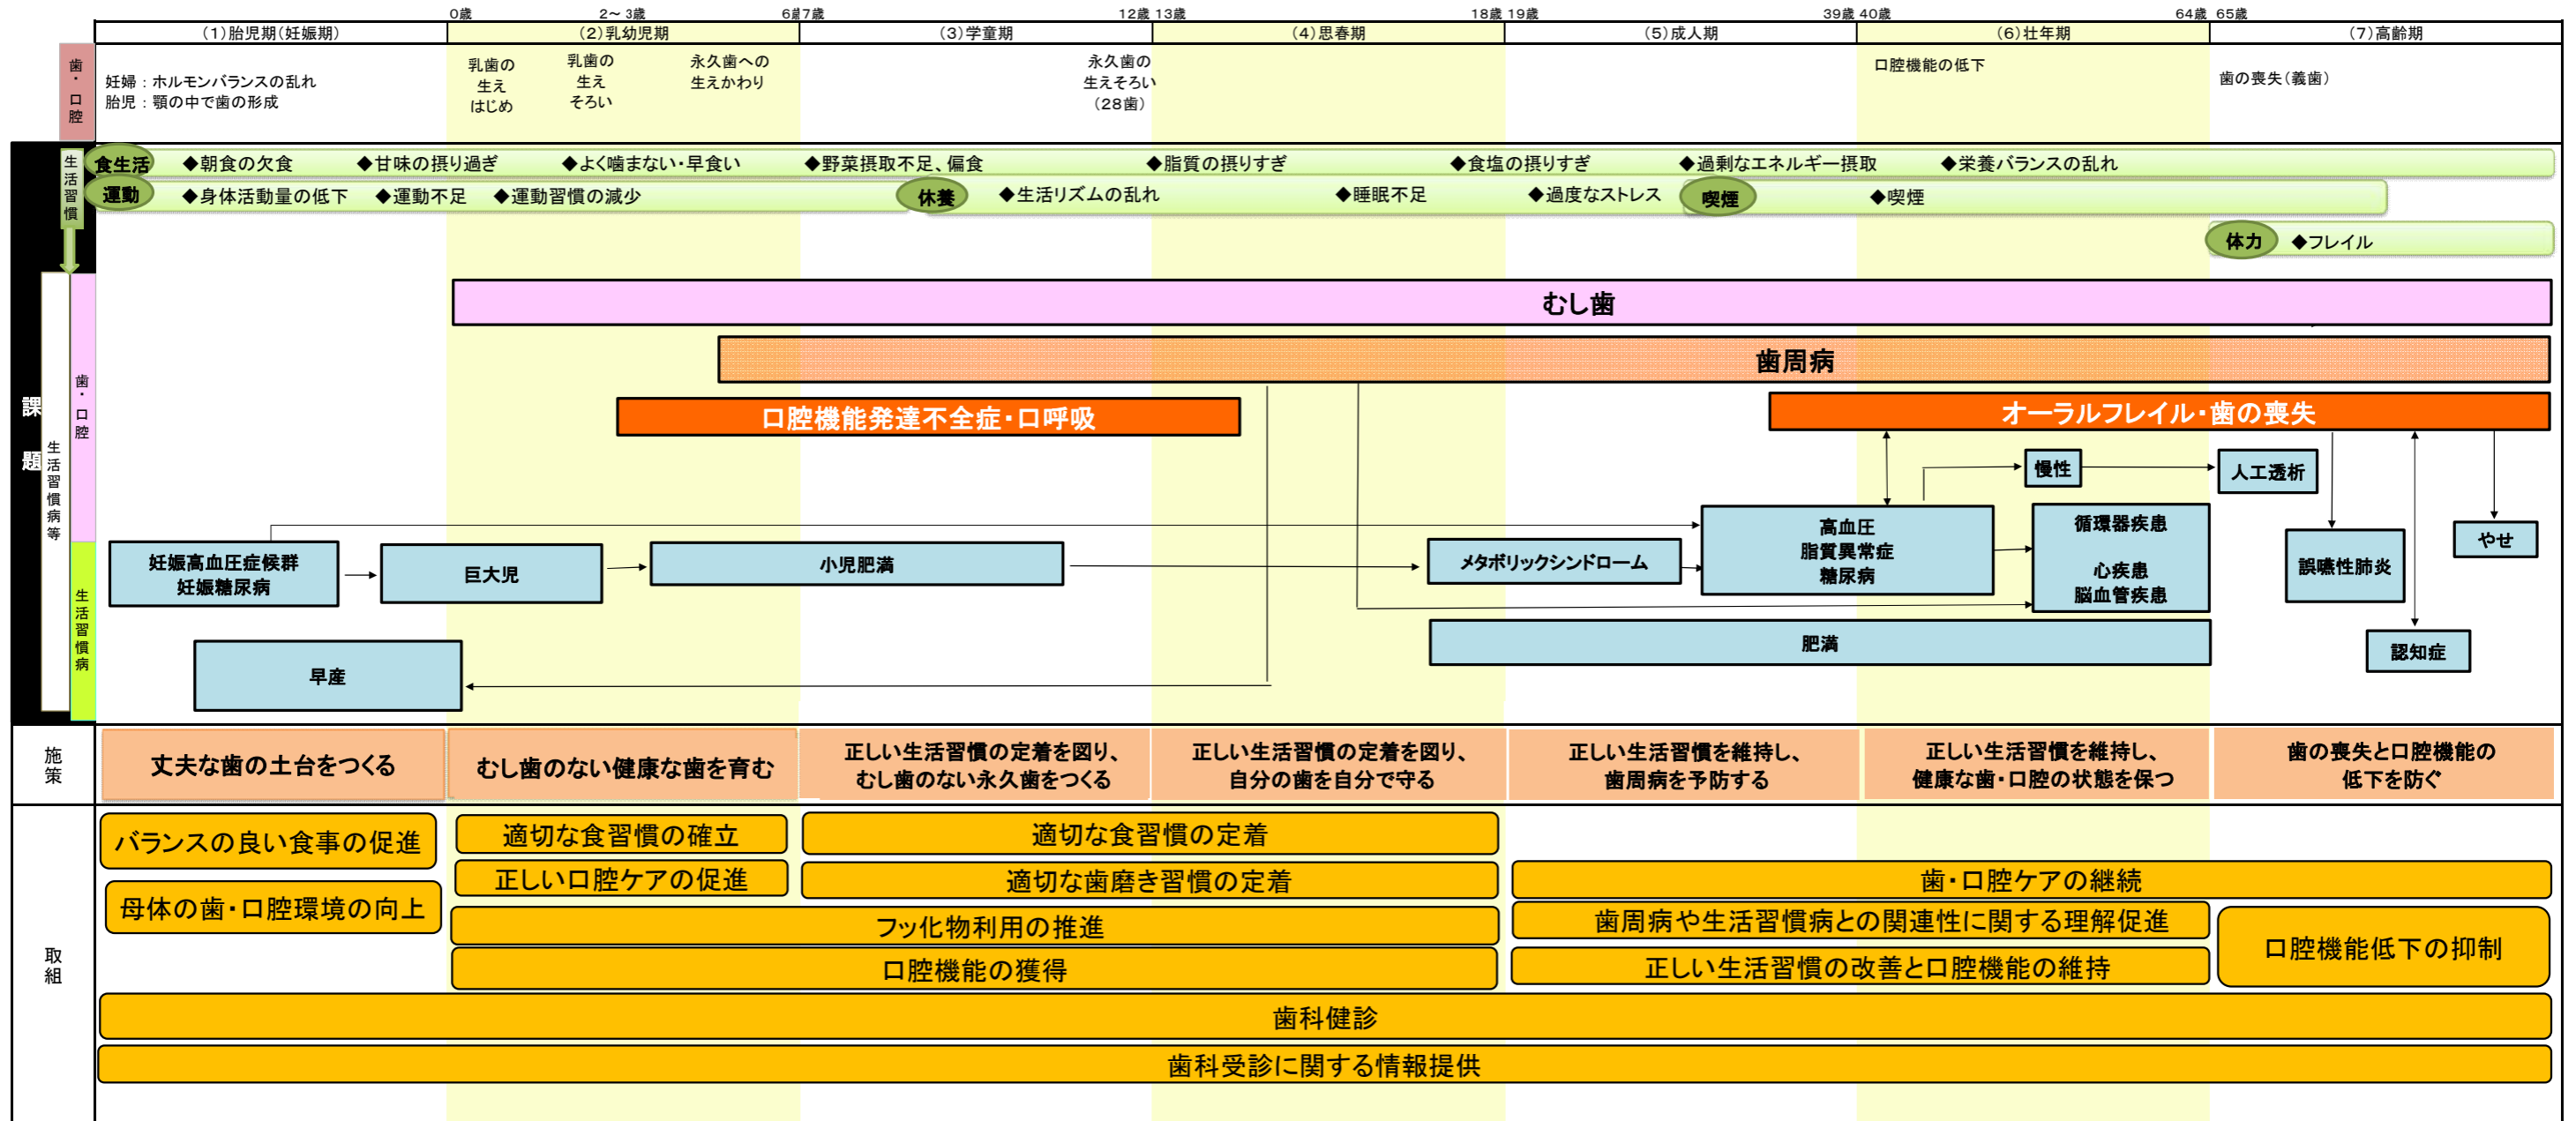 0歳
2～3歳
6歳
7歳
12歳
13歳
18歳
19歳
39歳
40歳
64歳
65歳
(1)胎児期(妊娠期)
(2)乳幼児期
(3)学童期
(4)思春期
(5)成人期
(6)壮年期
(7)高齢期
歯・口腔
妊婦：ホルモンバランスの乱れ
胎児：顎の中で歯の形成
乳歯の
生え
はじめ
乳歯の
生え
そろい
永久歯への
生えかわり
永久歯の
生えそろい
(28歯)
口腔機能の低下
歯の喪失(義歯)
生活習慣
食生活
◆朝食の欠食
◆甘味の摂り過ぎ
◆よく噛まない・早食い
◆野菜摂取不足、偏食
◆脂質の摂りすぎ
◆食塩の摂りすぎ
◆過剰なエネルギー摂取
◆栄養バランスの乱れ
運動
◆身体活動量の低下
◆運動不足
◆運動習慣の減少
休養
◆生活リズムの乱れ
◆睡眠不足
◆過度なストレス
喫煙
◆喫煙
体力
◆フレイル
課題
生活習慣病等
歯・口腔
生活習慣病
むし歯
歯周病
口腔機能発達不全症・口呼吸
オーラルフレイル・歯の喪失
慢性
人工透析
妊娠高血圧症候群
妊娠糖尿病
巨大児
小児肥満
メタボリックシンドローム
高血圧
脂質異常症
糖尿病
循環器疾患
心疾患
脳血管疾患
誤嚥性肺炎
やせ
早産
肥満
認知症
施策
丈夫な歯の土台をつくる
むし歯のない健康な歯を育む
正しい生活習慣の定着を図り、
むし歯のない永久歯をつくる
正しい生活習慣の定着を図り、
自分の歯を自分で守る
正しい生活習慣を維持し、
歯周病を予防する
正しい生活習慣を維持し、
健康な歯・口腔の状態を保つ
歯の喪失と口腔機能の
低下を防ぐ
取組
バランスの良い食事の促進
母体の歯・口腔環境の向上
適切な食習慣の確立
正しい口腔ケアの促進
適切な食習慣の定着
適切な歯磨き習慣の定着
フッ化物利用の推進
口腔機能の獲得
歯・口腔ケアの継続
歯周病や生活習慣病との関連性に関する理解促進
正しい生活習慣の改善と口腔機能の維持
口腔機能低下の抑制
歯科健診
歯科受診に関する情報提供